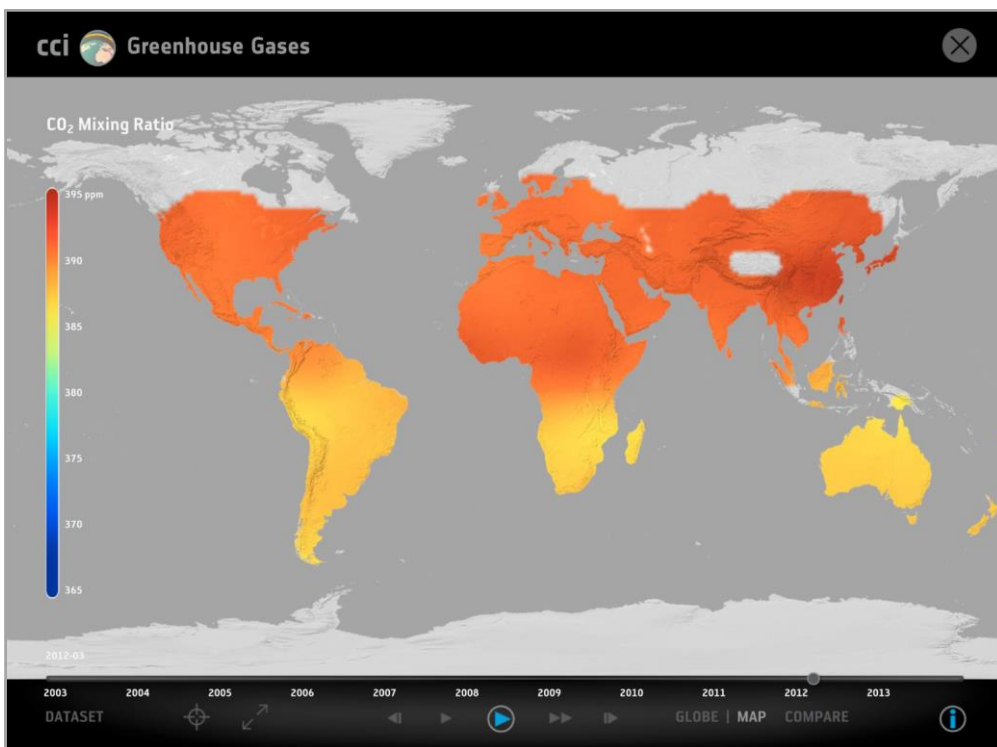 cci Greenhouse Gases
CO₂ Mixing Ratio
395 ppm
390
385
380
375
370
365
2012-03
2003 2004 2005 2006 2007 2008 2009 2010 2011 2012 2013
DATASET GLOBE | MAP COMPARE